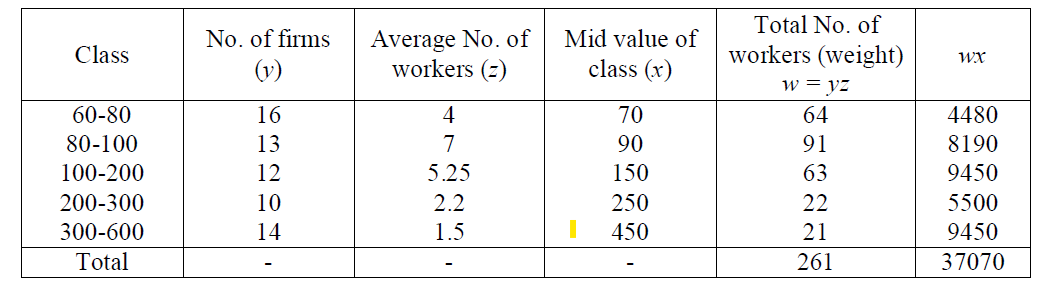 Class No. of firms (y) Average No. of workers (z) Mid value of class (x) Total No. of workers (weight) w = yz wx
60-80 16 4 70 64 4480
80-100 13 7 90 91 8190
100-200 12 5.25 150 63 9450
200-300 10 2.2 250 22 5500
300-600 14 1.5 450 21 9450
Total - - - 261 37070